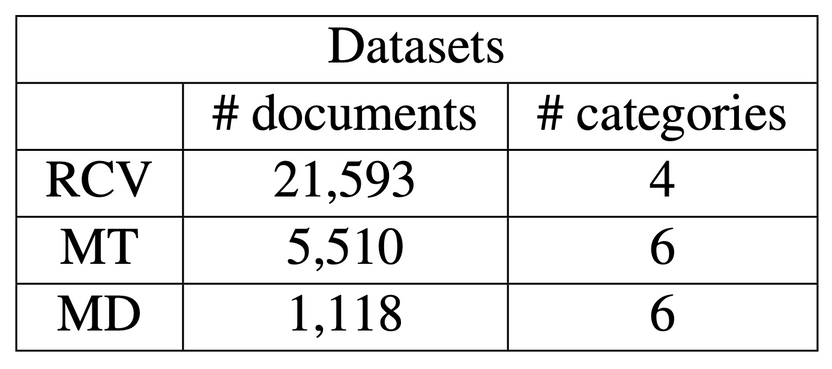 Datasets
# documents # categories
RCV 21,593 4
MT 5,510 6
MD 1,118 6